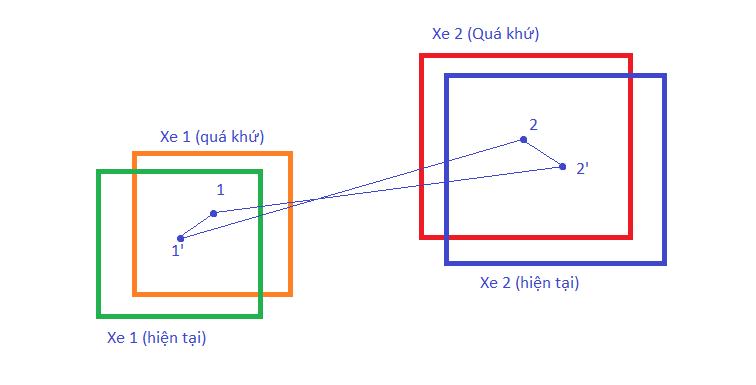 Xe 2 (Quá khứ)
Xe 1 (quá khứ)
2
2'
1
1'
Xe 2 (hiện tại)
Xe 1 (hiện tại)